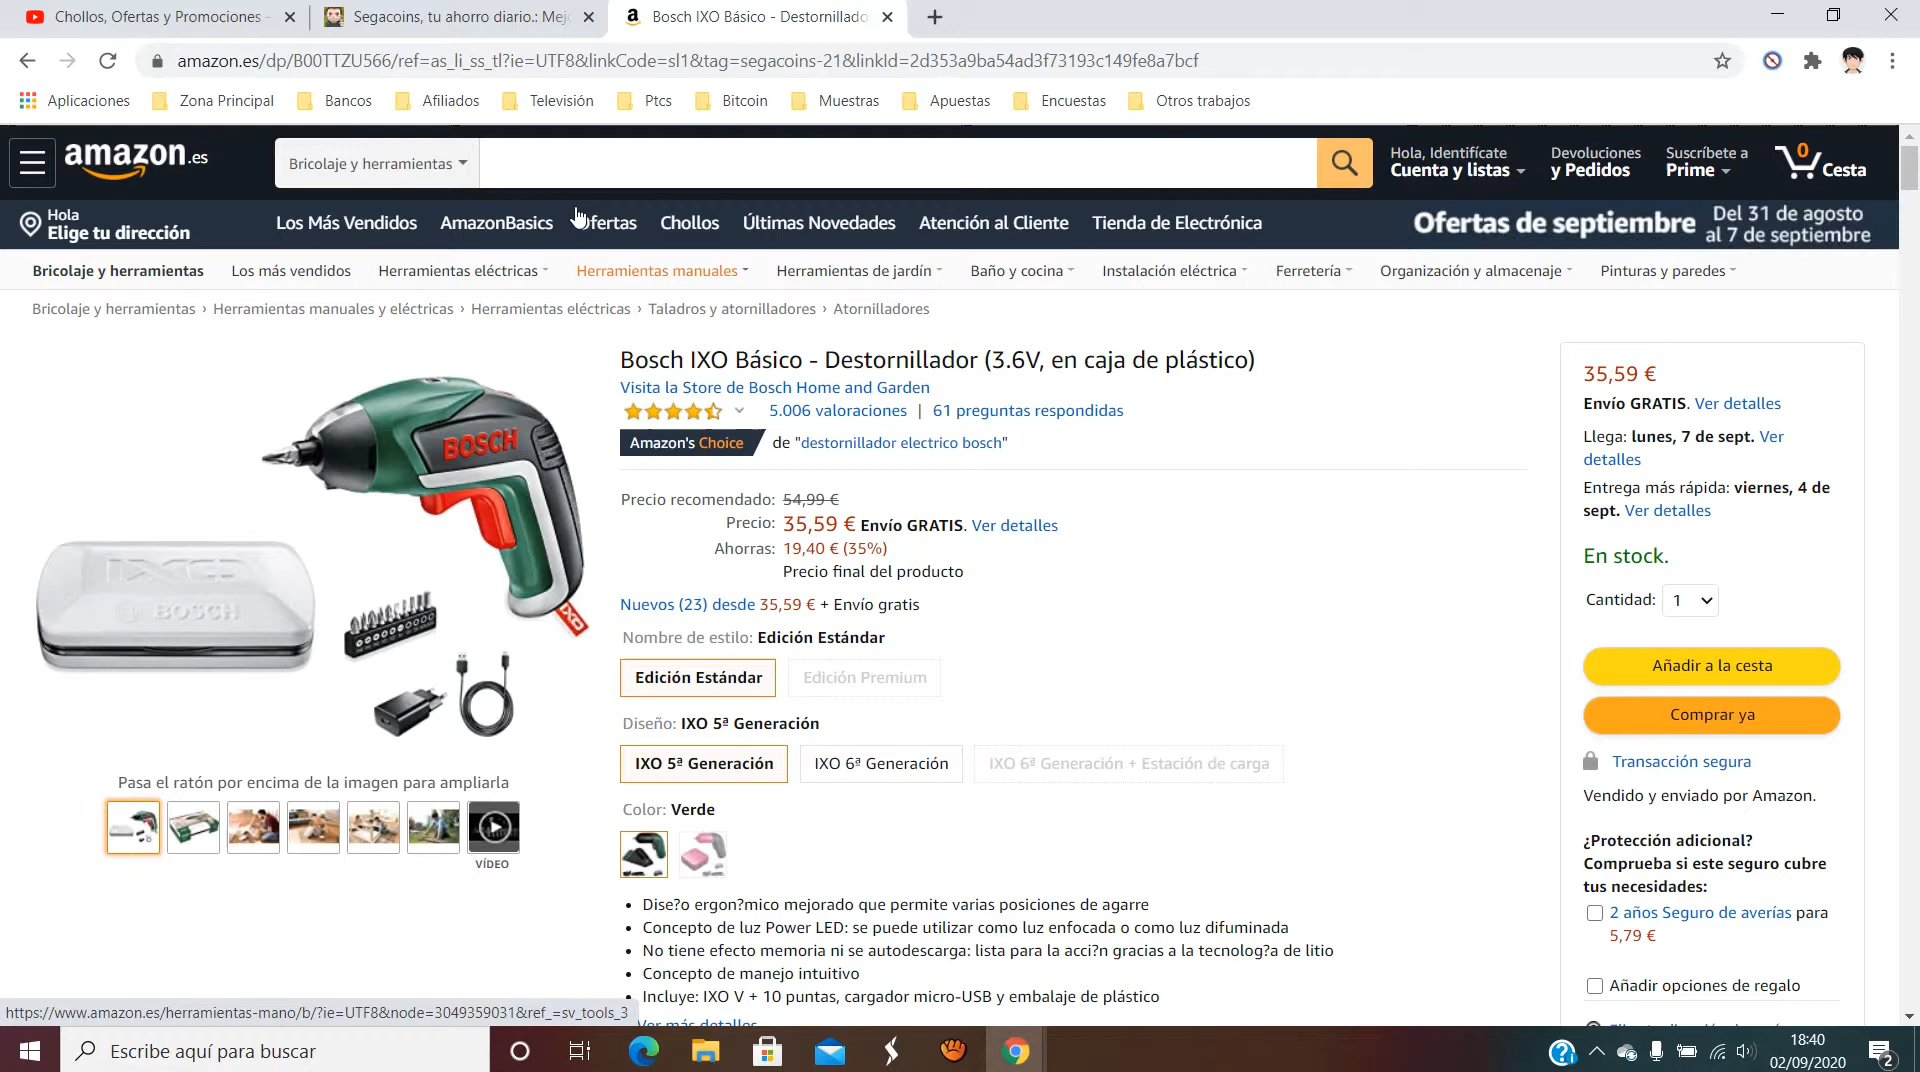 Chollos, Ofertas y Promociones -
Segacoins, tu ahorro diario.: Mej
Bosch IXO Básico - Destornillado
amazon.es/dp/B00TTZU566/ref=as_li_ss_tl?ie=UTF8&linkCode=sl1&tag=segacoins-21&linkId=2d353a9ba54ad3f73193c149fe8a7bcf
Aplicaciones Zona Principal Bancos Afiliados Televisión Ptcs Bitcoin Muestras Apuestas Encuestas Otros trabajos
amazon.es
Bricolaje y herramientas
Hola, Identifícate
Cuenta y listas
Devoluciones
y Pedidos
Suscríbete a
Prime
0
Cesta
Hola
Elige tu dirección
Los Más Vendidos AmazonBasics Ofertas Chollos Últimas Novedades Atención al Cliente Tienda de Electrónica
Ofertas de septiembre
Del 31 de agosto
al 7 de septiembre
Bricolaje y herramientas Los más vendidos Herramientas eléctricas Herramientas manuales Herramientas de jardín Baño y cocina Instalación eléctrica Ferretería Organización y almacenaje Pinturas y paredes
Bricolaje y herramientas › Herramientas manuales y eléctricas › Herramientas eléctricas › Taladros y atornilladores › Atornilladores
BOSCH
IXO
IXO
BOSCH
Pasa el ratón por encima de la imagen para ampliarla
VÍDEO
Bosch IXO Básico - Destornillador (3.6V, en caja de plástico)
Visita la Store de Bosch Home and Garden
5.006 valoraciones | 61 preguntas respondidas
Amazon's Choice de "destornillador electrico bosch"
Precio recomendado: 54,99 €
Precio: 35,59 € Envío GRATIS. Ver detalles
Ahorras: 19,40 € (35%)
Precio final del producto
Nuevos (23) desde 35,59 € + Envío gratis
Nombre de estilo: Edición Estándar
Edición Estándar Edición Premium
Diseño: IXO 5ª Generación
IXO 5ª Generación IXO 6ª Generación IXO 6ª Generación + Estación de carga
Color: Verde
• Dise?o ergon?mico mejorado que permite varias posiciones de agarre
• Concepto de luz Power LED: se puede utilizar como luz enfocada o como luz difuminada
• No tiene efecto memoria ni se autodescarga: lista para la acci?n gracias a la tecnolog?a de litio
• Concepto de manejo intuitivo
• Incluye: IXO V + 10 puntas, cargador micro-USB y embalaje de plástico
Ver más detalles
35,59 €
Envío GRATIS. Ver detalles
Llega: lunes, 7 de sept. Ver
detalles
Entrega más rápida: viernes, 4 de
sept. Ver detalles
En stock.
Cantidad: 1
Añadir a la cesta
Comprar ya
Transacción segura
Vendido y enviado por Amazon.
¿Protección adicional?
Comprueba si este seguro cubre
tus necesidades:
2 años Seguro de averías para
5,79 €
Añadir opciones de regalo
https://www.amazon.es/herramientas-mano/b/?ie=UTF8&node=3049359031&ref_=sv_tools_3
Escribe aquí para buscar
18:40
02/09/2020
2